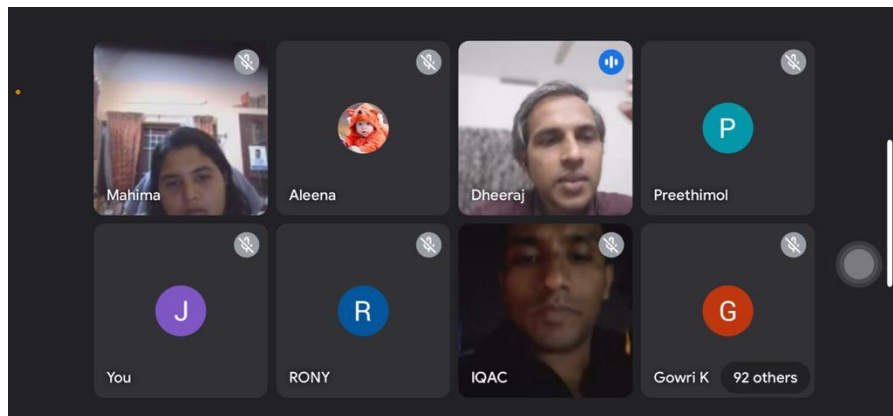 Mahima
Aleena
Dheeraj
P
Preethimol
J
You
R
RONY
IQAC
G
Gowri K
92 others